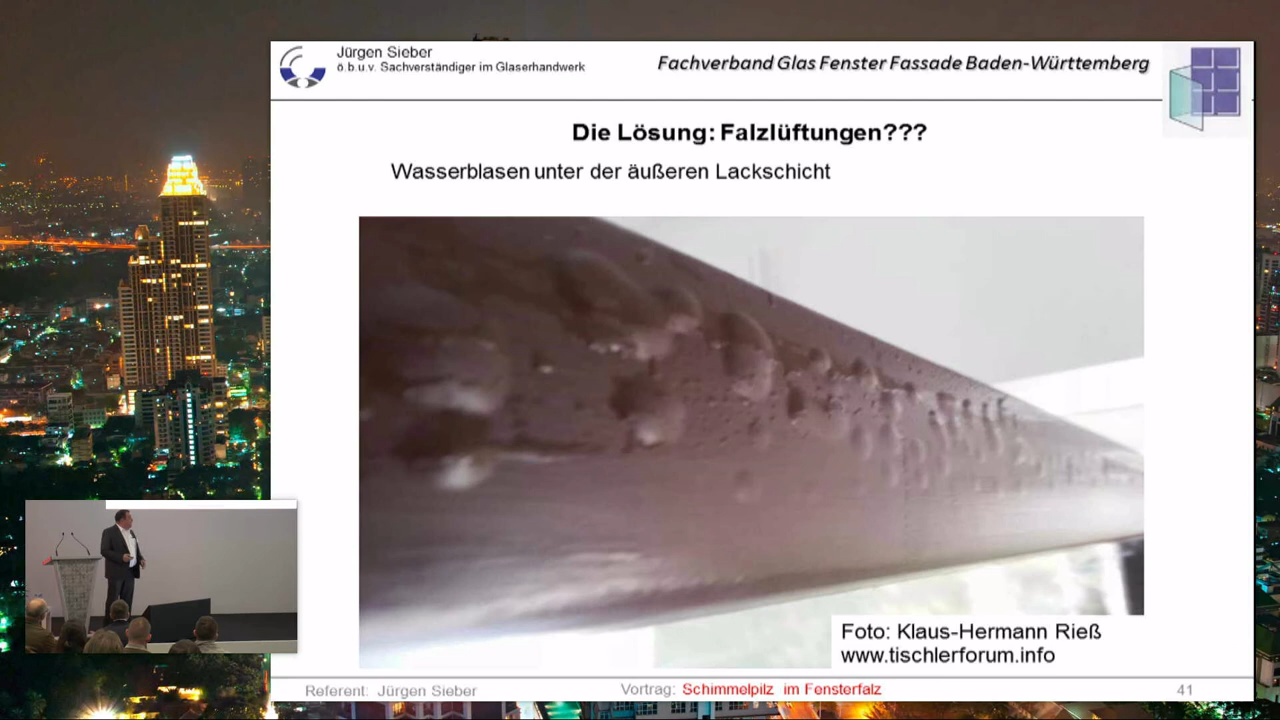 Jürgen Sieber
ö.b.u.v. Sachverständiger im Glaserhandwerk
Fachverband Glas Fenster Fassade Baden-Württemberg
Die Lösung: Falzlüftungen???
Wasserblasen unter der äußeren Lackschicht
Foto: Klaus-Hermann Rieß
www.tischlerforum.info
Referent: Jürgen Sieber
Vortrag: Schimmelpilz im Fensterfalz
41